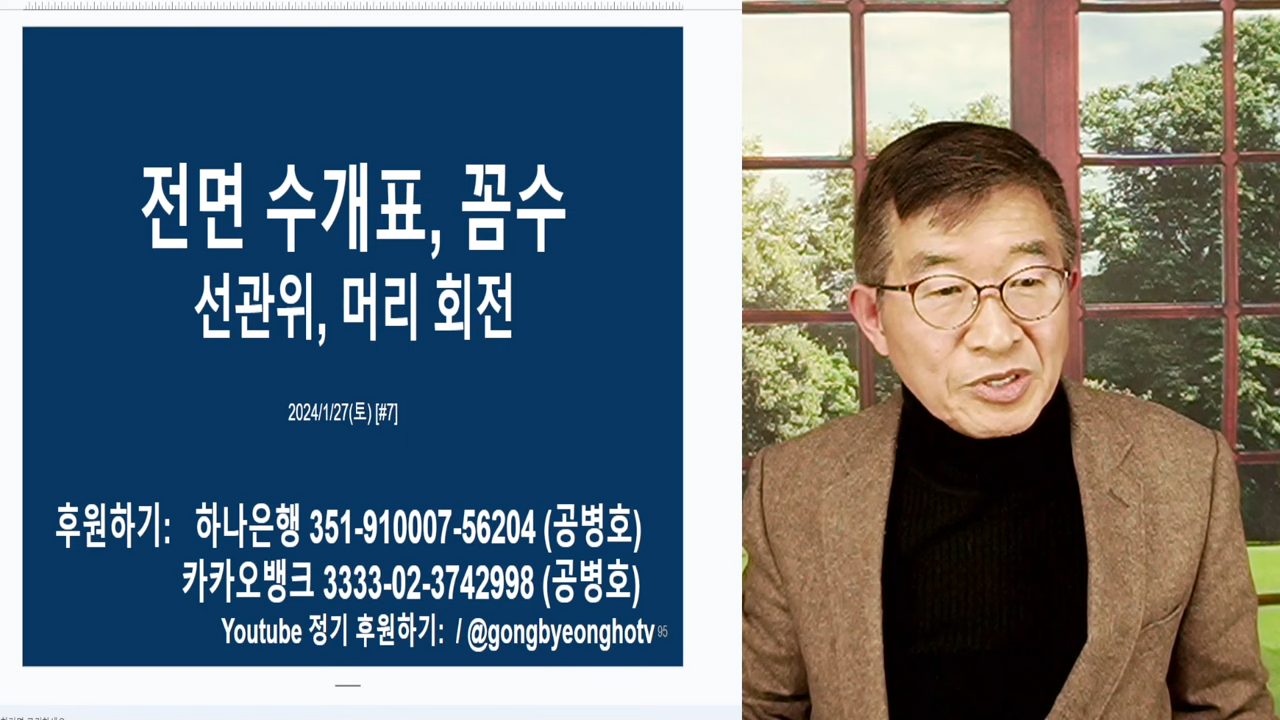 전면 수개표, 꼼수
선관위, 머리 회전
2024/1/27(토) [#7]
후원하기: 하나은행 351-910007-56204 (공병호)
카카오뱅크 3333-02-3742998 (공병호)
Youtube 정기 후원하기: / @gongbyeonghotv
95